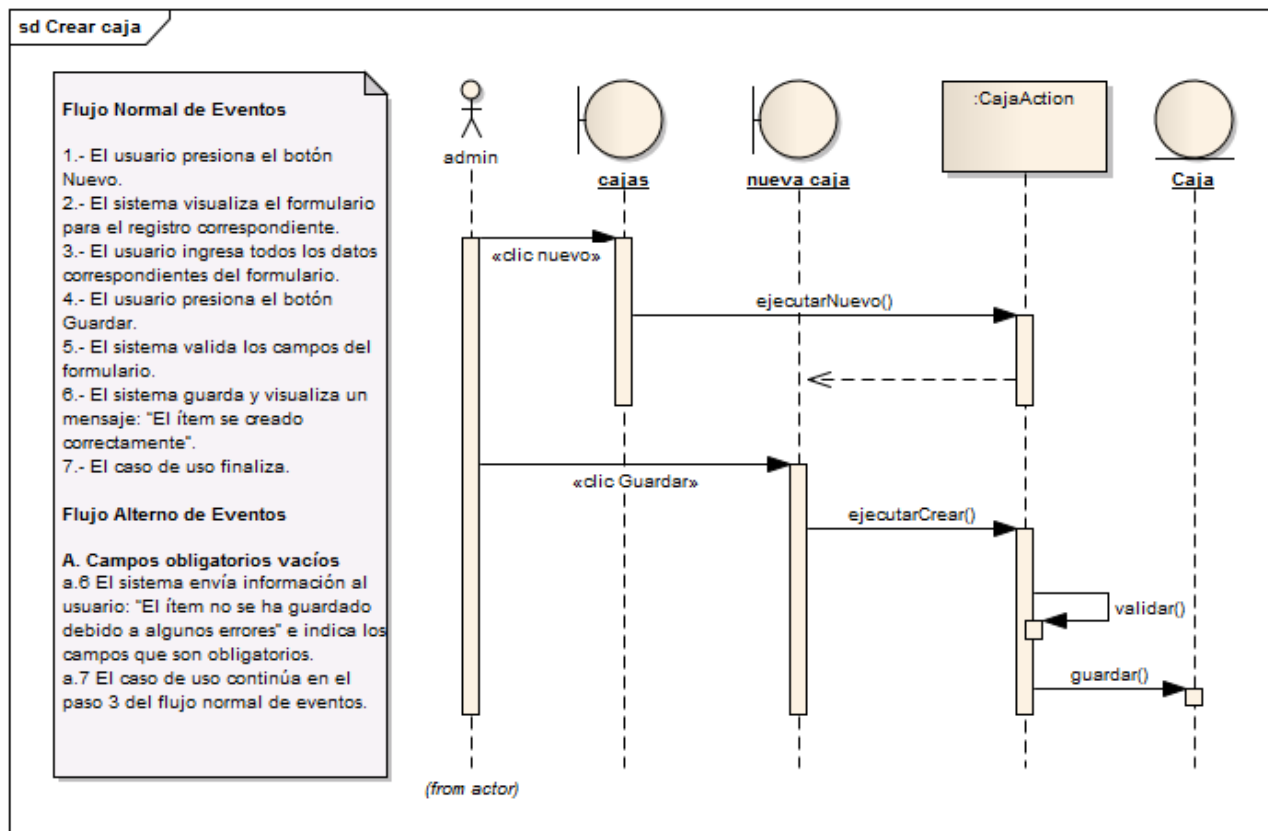 sd Crear caja
Flujo Normal de Eventos
1.- El usuario presiona el botón
Nuevo.
2.- El sistema visualiza el formulario
para el registro correspondiente.
3.- El usuario ingresa todos los datos
correspondientes del formulario.
4.- El usuario presiona el botón
Guardar.
5.- El sistema valida los campos del
formulario.
6.- El sistema guarda y visualiza un
mensaje: "El ítem se creado
correctamente".
7.- El caso de uso finaliza.
Flujo Alterno de Eventos
A. Campos obligatorios vacíos
a.6 El sistema envía información al
usuario: "El ítem no se ha guardado
debido a algunos errores" e indica los
campos que son obligatorios.
a.7 El caso de uso continúa en el
paso 3 del flujo normal de eventos.
admin
cajas
nueva caja
:CajaAction
Caja
«clic nuevo»
ejecutarNuevo()
«clic Guardar»
ejecutarCrear()
validar()
guardar()
(from actor)